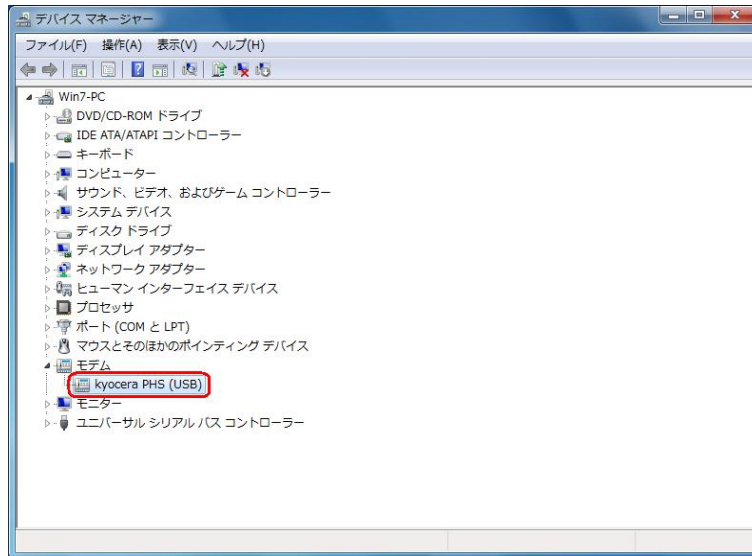 デバイス マネージャー
ファイル(F) 操作(A) 表示(V) ヘルプ(H)
Win7-PC
DVD/CD-ROM ドライブ
IDE ATA/ATAPI コントローラー
キーボード
コンピューター
サウンド、ビデオ、およびゲーム コントローラー
システム デバイス
ディスク ドライブ
ディスプレイ アダプター
ネットワーク アダプター
ヒューマン インターフェイス デバイス
プロセッサ
ポート (COM と LPT)
マウスとそのほかのポインティング デバイス
モデム
kyocera PHS (USB)
モニター
ユニバーサル シリアル バス コントローラー